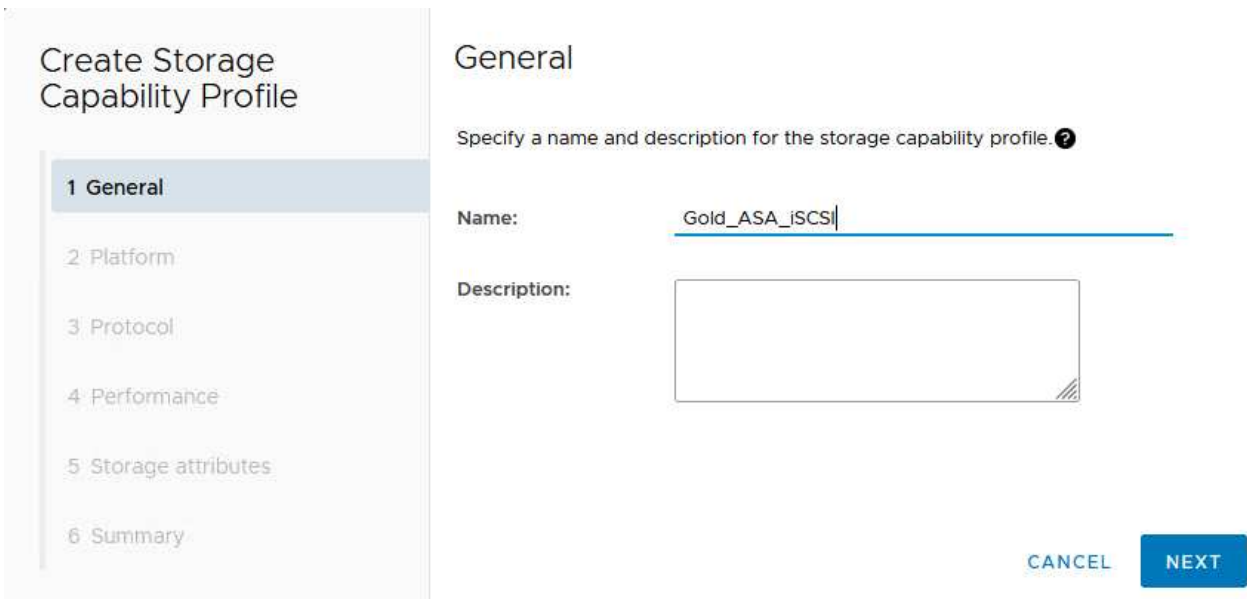 Create Storage
Capability Profile
1 General
2 Platform
3 Protocol
4 Performance
5 Storage attributes
6 Summary
General
Specify a name and description for the storage capability profile.
Name:
Gold_ASA_iSCSI
Description:
CANCEL
NEXT